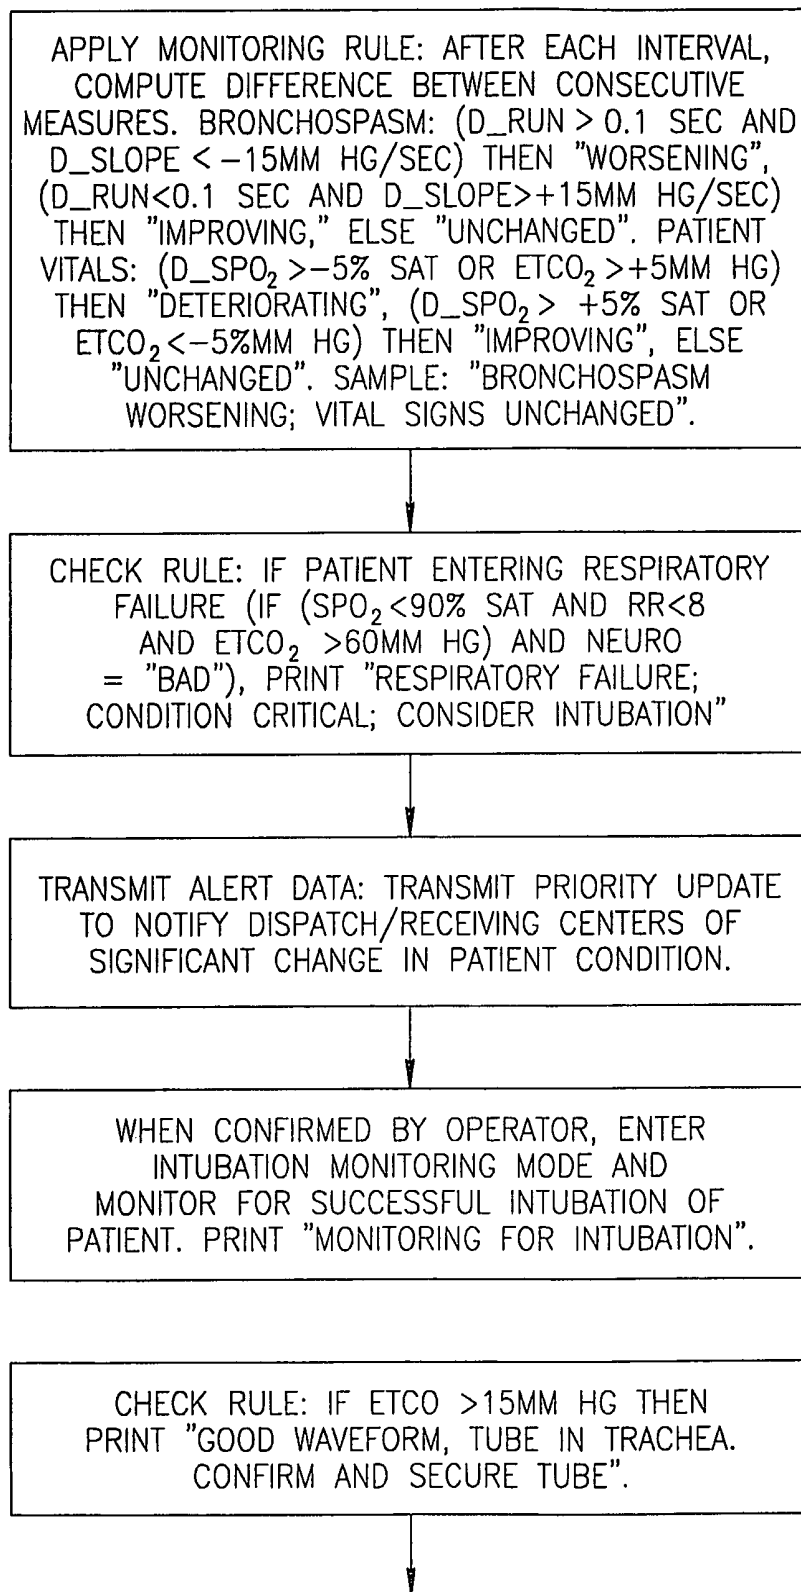 APPLY MONITORING RULE: AFTER EACH INTERVAL,
COMPUTE DIFFERENCE BETWEEN CONSECUTIVE
MEASURES. BRONCHOSPASM: (D_RUN > 0.1 SEC AND
D_SLOPE < -15MM HG/SEC) THEN "WORSENING",
(D_RUN<0.1 SEC AND D_SLOPE>+15MM HG/SEC)
THEN "IMPROVING," ELSE "UNCHANGED". PATIENT
VITALS: (D_SPO₂ >-5% SAT OR ETCO₂ >+5MM HG)
THEN "DETERIORATING", (D_SPO₂ > +5% SAT OR
ETCO₂ <-5%MM HG) THEN "IMPROVING", ELSE
"UNCHANGED". SAMPLE: "BRONCHOSPASM
WORSENING; VITAL SIGNS UNCHANGED".
CHECK RULE: IF PATIENT ENTERING RESPIRATORY
FAILURE (IF (SPO₂ <90% SAT AND RR<8
AND ETCO₂ >60MM HG) AND NEURO
= "BAD"), PRINT "RESPIRATORY FAILURE;
CONDITION CRITICAL; CONSIDER INTUBATION"
TRANSMIT ALERT DATA: TRANSMIT PRIORITY UPDATE
TO NOTIFY DISPATCH/RECEIVING CENTERS OF
SIGNIFICANT CHANGE IN PATIENT CONDITION.
WHEN CONFIRMED BY OPERATOR, ENTER
INTUBATION MONITORING MODE AND
MONITOR FOR SUCCESSFUL INTUBATION OF
PATIENT. PRINT "MONITORING FOR INTUBATION".
CHECK RULE: IF ETCO >15MM HG THEN
PRINT "GOOD WAVEFORM, TUBE IN TRACHEA.
CONFIRM AND SECURE TUBE".